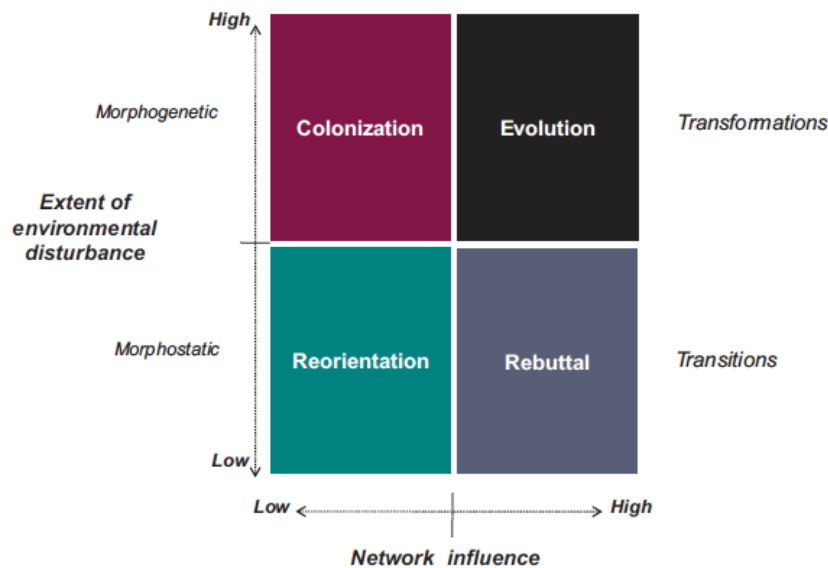 High
Morphogenetic
Colonization
Evolution
Transformations
Extent of
environmental
disturbance
Morphostatic
Reorientation
Rebuttal
Transitions
Low
Low
High
Network influence